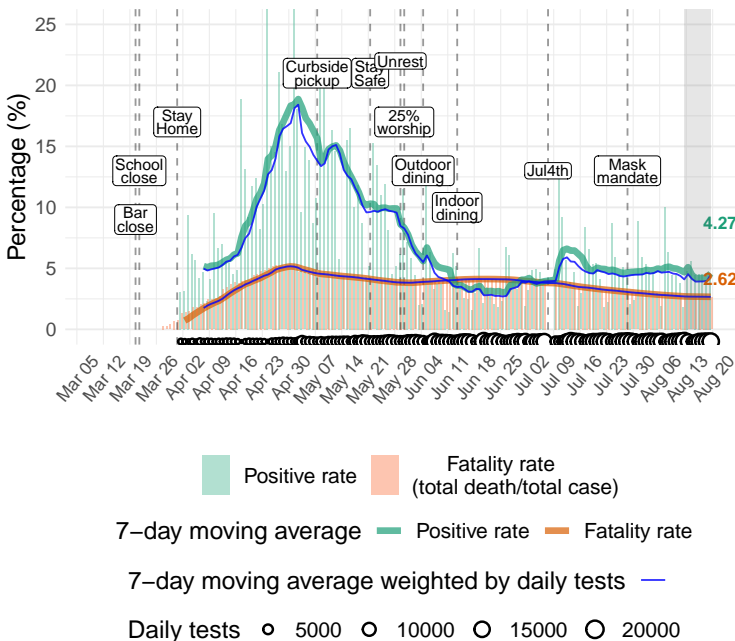 25
20
15
10
5
0
Percentage (%)
Curbside
pickup
Stay
Safe
Unrest
Stay
Home
25%
worship
School
close
Outdoor
dining
Jul4th
Mask
mandate
Bar
close
Indoor
dining
4.27
2.62
Mar 05
Mar 12
Mar 19
Mar 26
Apr 02
Apr 09
Apr 16
Apr 23
Apr 30
May 07
May 14
May 21
May 28
Jun 04
Jun 11
Jun 18
Jun 25
Jul 02
Jul 09
Jul 16
Jul 23
Jul 30
Aug 06
Aug 13
Aug 20
Positive rate
Fatality rate
(total death/total case)
7−day moving average Positive rate Fatality rate
7−day moving average weighted by daily tests
Daily tests 5000 10000 15000 20000